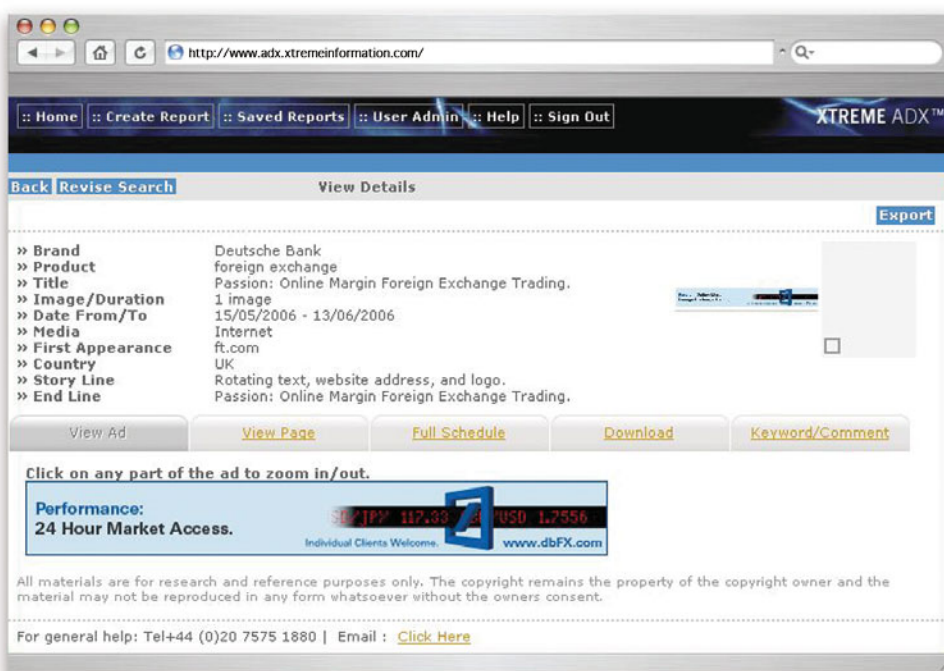 http://www.adx.xtremeinformation.com/
:: Home :: Create Report :: Saved Reports :: User Admin :: Help :: Sign Out
XTREME ADX™
Back Revise Search View Details
Export
» Brand Deutsche Bank
» Product foreign exchange
» Title Passion: Online Margin Foreign Exchange Trading.
» Image/Duration 1 image
» Date From/To 15/05/2006 - 13/06/2006
» Media Internet
» First Appearance ft.com
» Country UK
» Story Line Rotating text, website address, and logo.
» End Line Passion: Online Margin Foreign Exchange Trading.
View Ad View Page Full Schedule Download Keyword/Comment
Click on any part of the ad to zoom in/out.
Performance:
24 Hour Market Access.
/JPY 117.33 /USD 1.7556
Individual Clients Welcome. www.dbFX.com
All materials are for research and reference purposes only. The copyright remains the property of the copyright owner and the
material may not be reproduced in any form whatsoever without the owners consent.
For general help: Tel+44 (0)20 7575 1880 | Email : Click Here